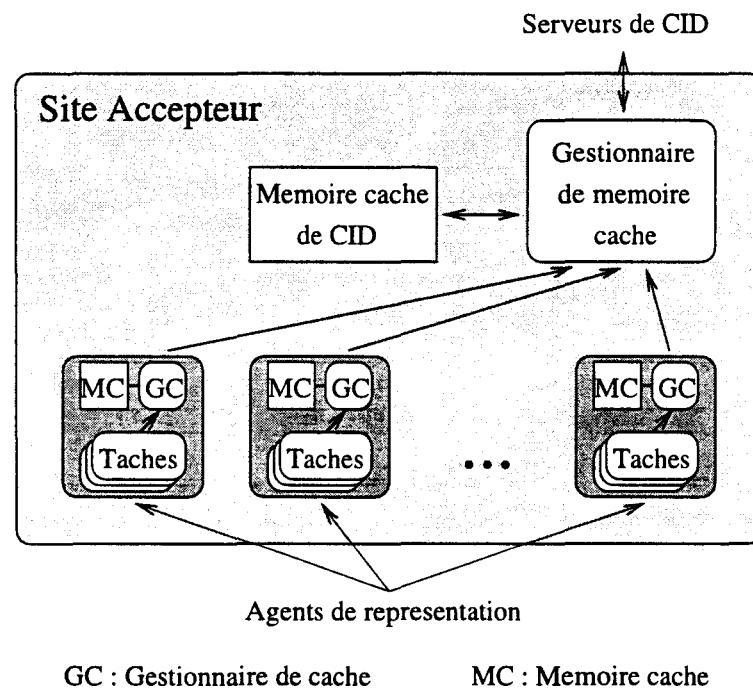 Serveurs de CID
Site Accepteur
Gestionnaire
de memoire
cache
Memoire cache
de CID
MC GC
Taches
MC GC
Taches
...
MC GC
Taches
Agents de representation
GC : Gestionnaire de cache
MC : Memoire cache